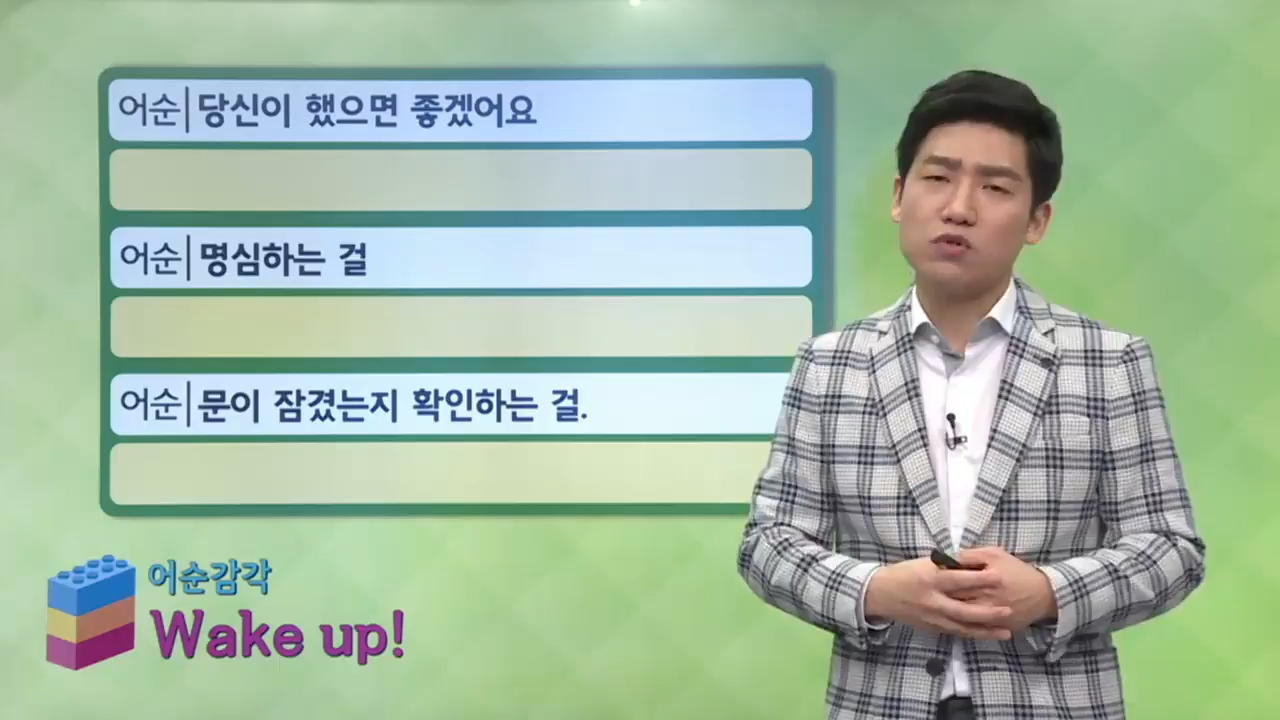 어순 당신이 했으면 좋겠어요
어순 명심하는 걸
어순 문이 잠겼는지 확인하는 걸.
어순감각
Wake up!